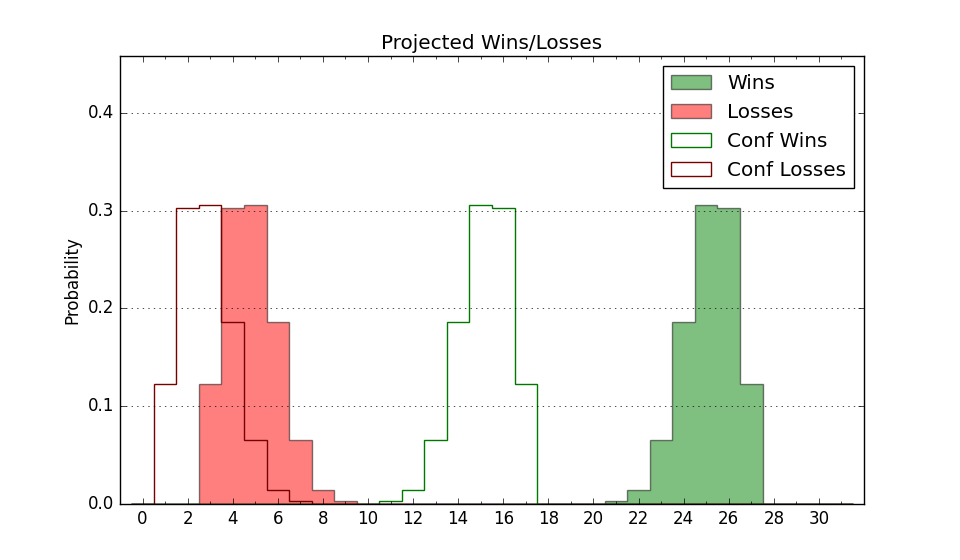 Projected Wins/Losses
Wins
Losses
Conf Wins
Conf Losses
Probability
0.4
0.3
0.2
0.1
0.0
0 2 4 6 8 10 12 14 16 18 20 22 24 26 28 30